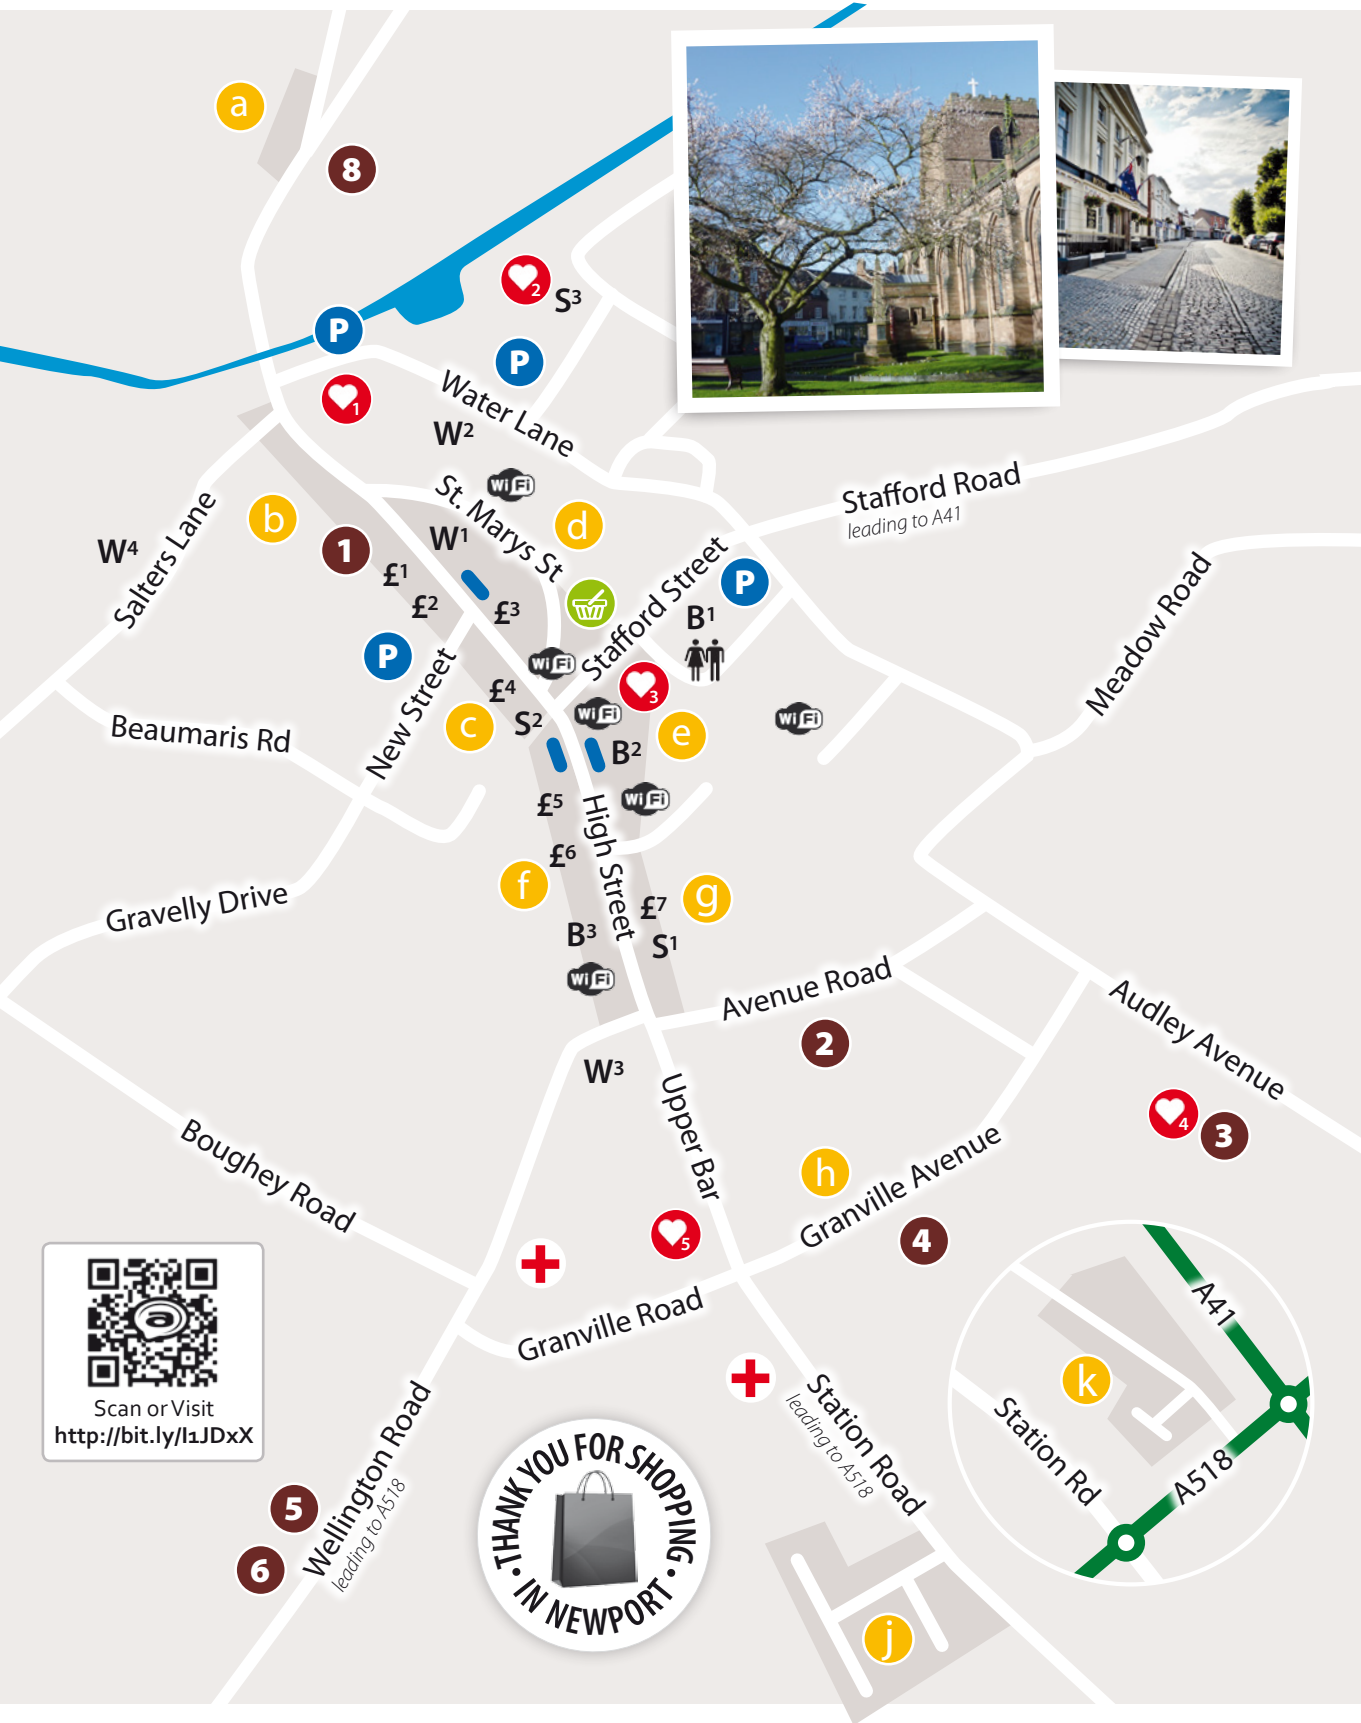 a
8
2
S3
P
P
1
Water Lane
W2
WiFi
St. Marys St
Stafford Road
leading to A41
b
d
W1
1
W4
Salters Lane
£1
£2
£3
Stafford Street
P
B1
Meadow Road
P
WiFi
New Street
£4
3
S2
WiFi
c
e
WiFi
Beaumaris Rd
B2
£5
WiFi
High Street
£6
f
g
£7
Gravelly Drive
B3
S1
WiFi
Avenue Road
Audley Avenue
2
W3
Upper Bar
4
3
Boughey Road
h
Granville Avenue
5
4
Granville Road
A41
k
Station Rd
A518
Scan or Visit
http://bit.ly/I1JDxX
Station Road
leading to A518
Wellington Road
leading to A518
5
6
THANK YOU FOR SHOPPING
• IN NEWPORT •
j